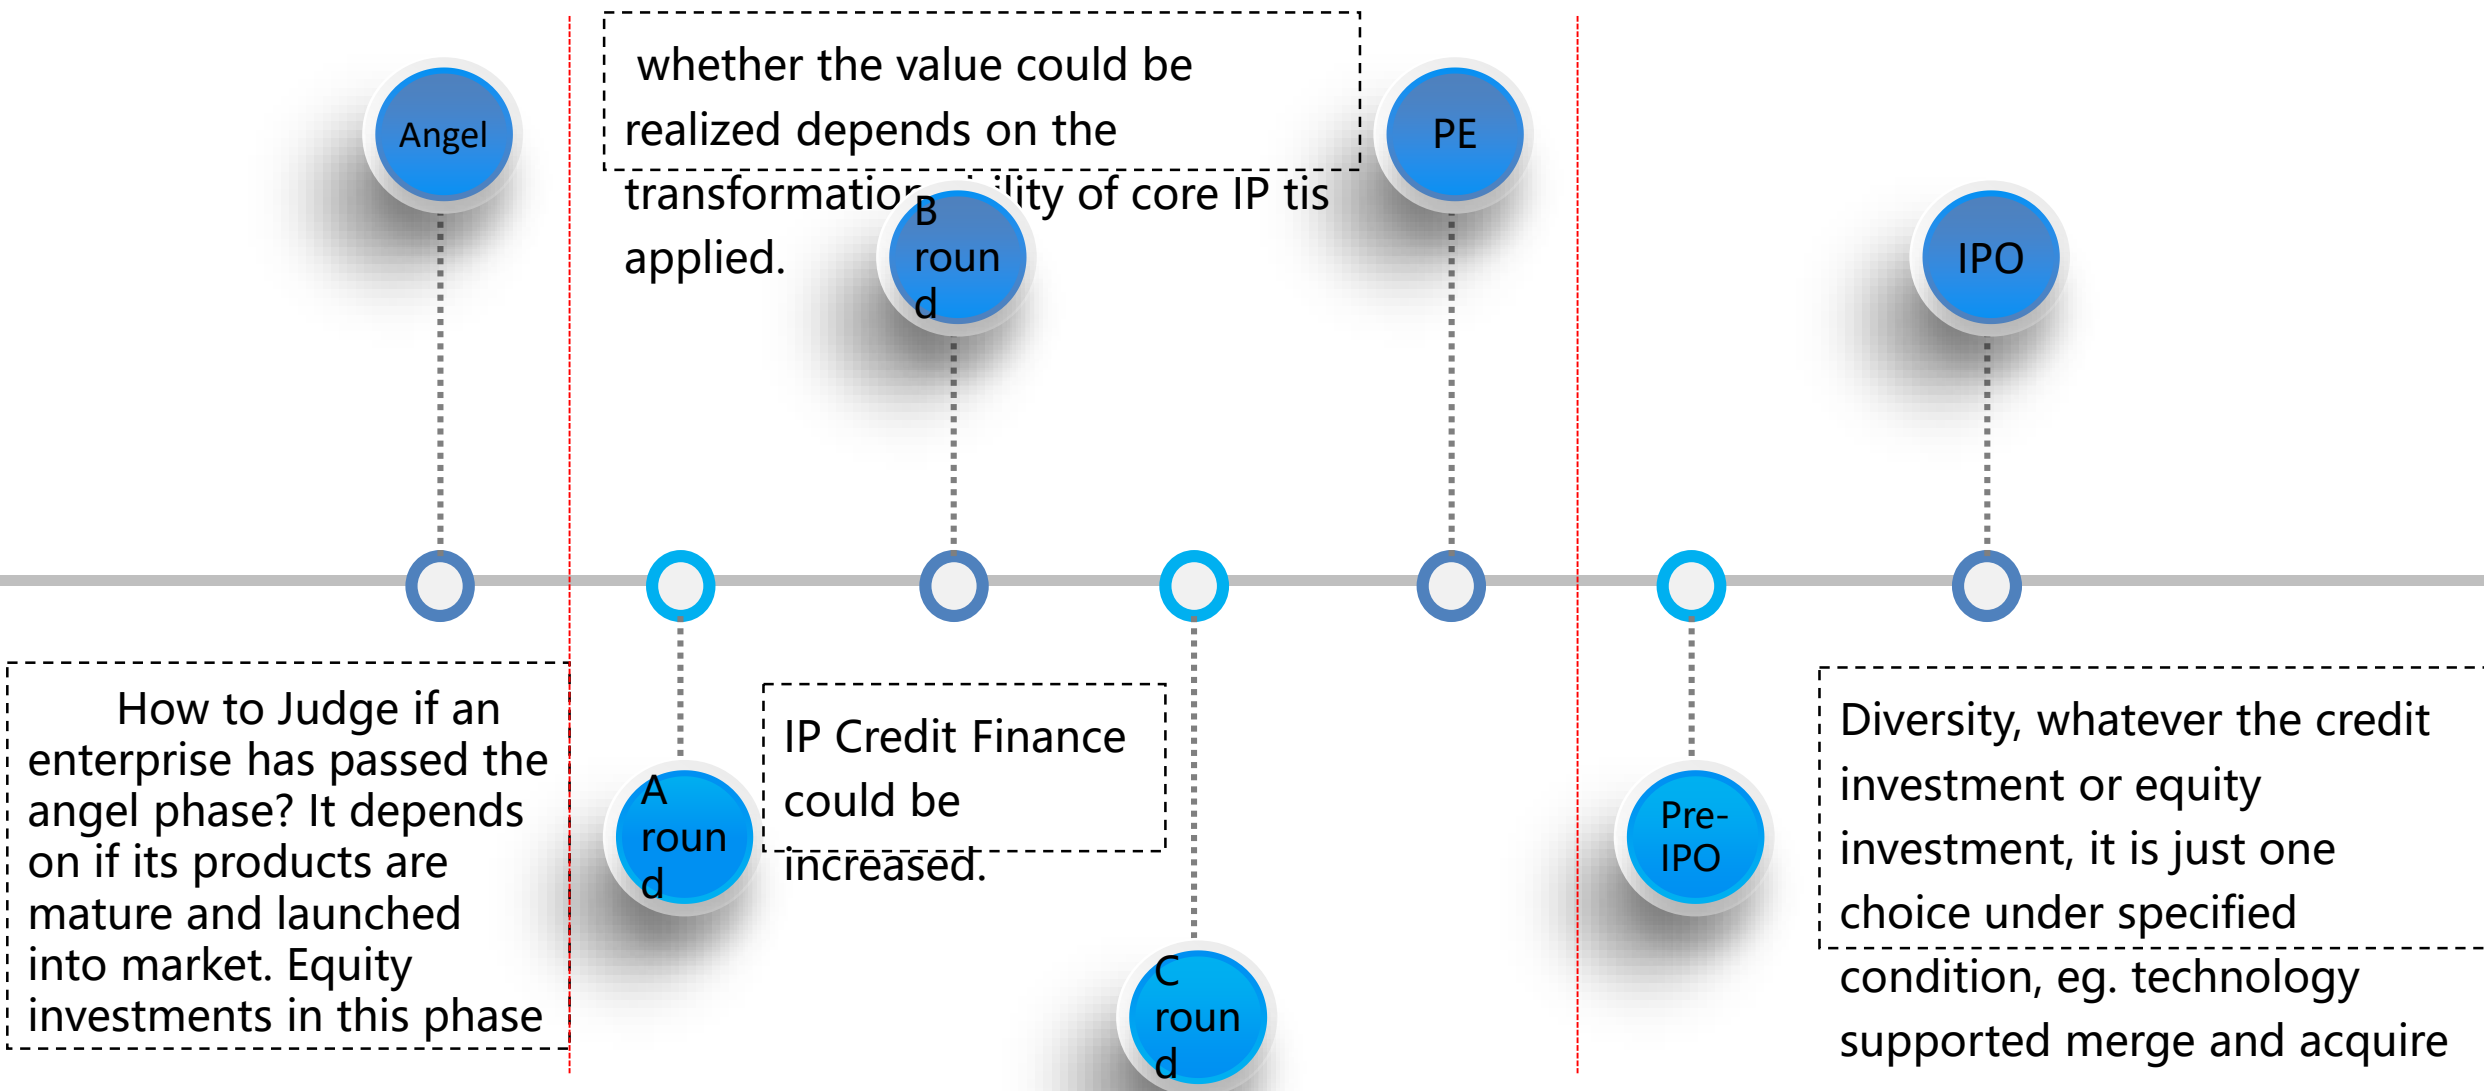 Angel
whether the value could be
realized depends on the
of core IP tis
applied.
B
roun
d
PE
IPO
How to Judge if an
enterprise has passed the
angel phase? It depends
on if its products are
mature and launched
into market. Equity
investments in this phase
A
roun
d
IP Credit Finance
could be
increased.
C
roun
d
Pre-
IPO
Diversity, whatever the credit
investment or equity
investment, it is just one
choice under specified
condition, eg. technology
supported merge and acquire